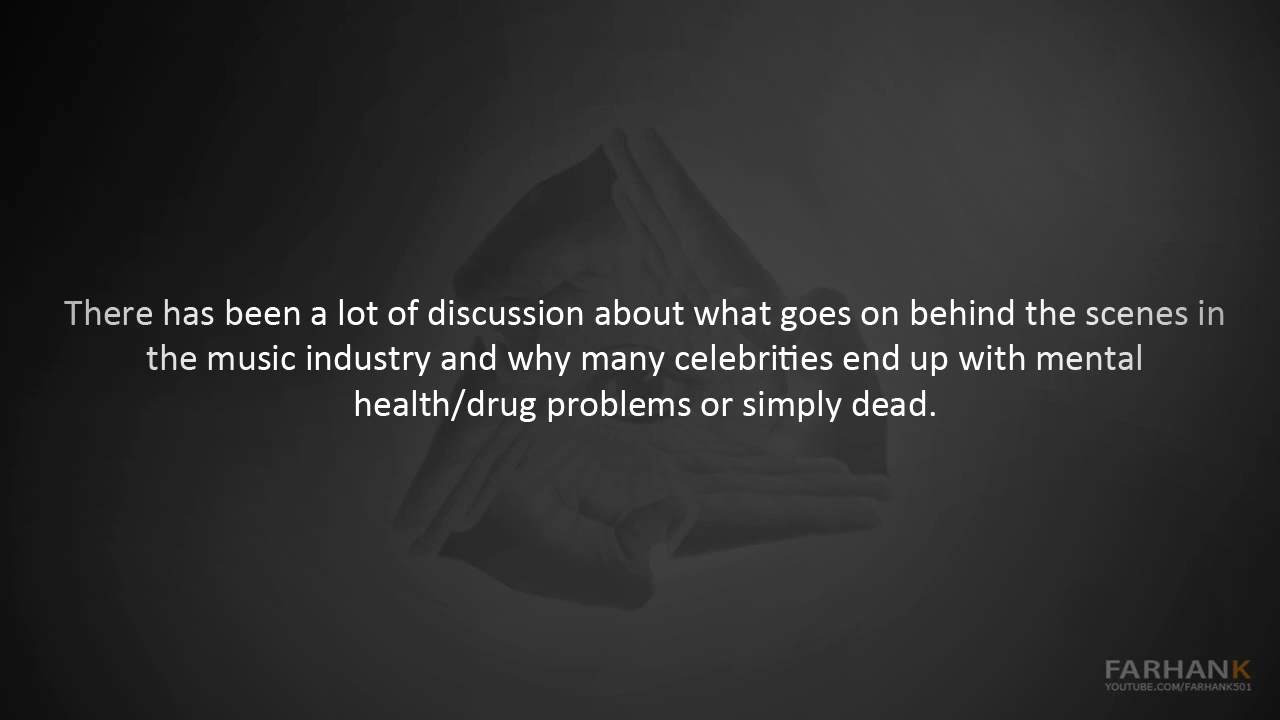 There has been a lot of discussion about what goes on behind the scenes in
the music industry and why many celebrities end up with mental
health/drug problems or simply dead.
FARHANK
YOUTUBE.COM/FARHANK501